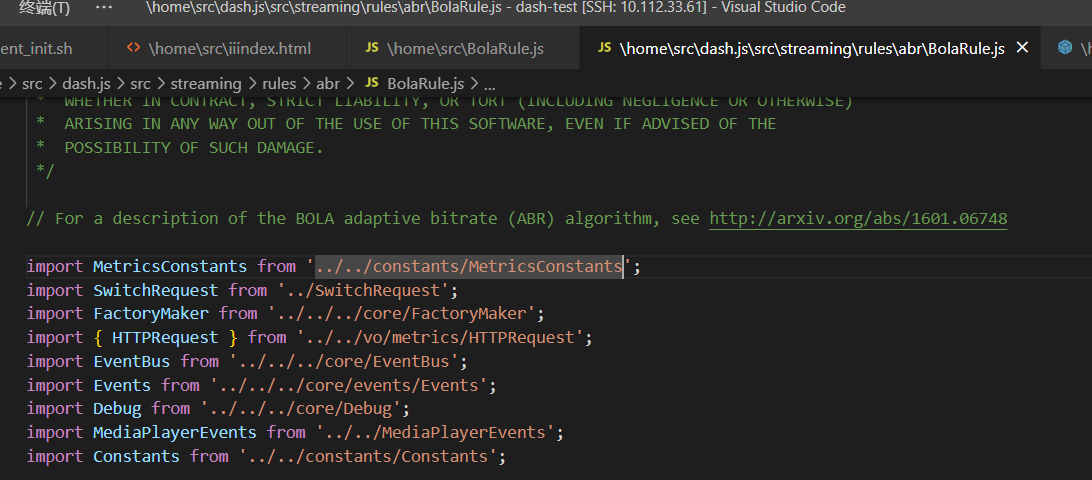 终端(T) ··· \home\src\dash.js\src\streaming\rules\abr\BolaRule.js - dash-test [SSH: 10.112.33.61] - Visual Studio Code
ent_init.sh <> \home\src\iiindex.html JS \home\src\BolaRule.js JS \home\src\dash.js\src\streaming\rules\abr\BolaRule.js ×
> src > dash.js > src > streaming > rules > abr > JS BolaRule.js > ...
* WHETHER IN CONTRACT, STRICT LIABILITY, OR TORT (INCLUDING NEGLIGENCE OR OTHERWISE)
* ARISING IN ANY WAY OUT OF THE USE OF THIS SOFTWARE, EVEN IF ADVISED OF THE
* POSSIBILITY OF SUCH DAMAGE.
*/
// For a description of the BOLA adaptive bitrate (ABR) algorithm, see http://arxiv.org/abs/1601.06748
import MetricsConstants from '../../constants/MetricsConstants';
import SwitchRequest from '../SwitchRequest';
import FactoryMaker from '../../../core/FactoryMaker';
import { HTTPRequest } from '../../vo/metrics/HTTPRequest';
import EventBus from '../../../core/EventBus';
import Events from '../../../core/events/Events';
import Debug from '../../../core/Debug';
import MediaPlayerEvents from '../../MediaPlayerEvents';
import Constants from '../../constants/Constants';